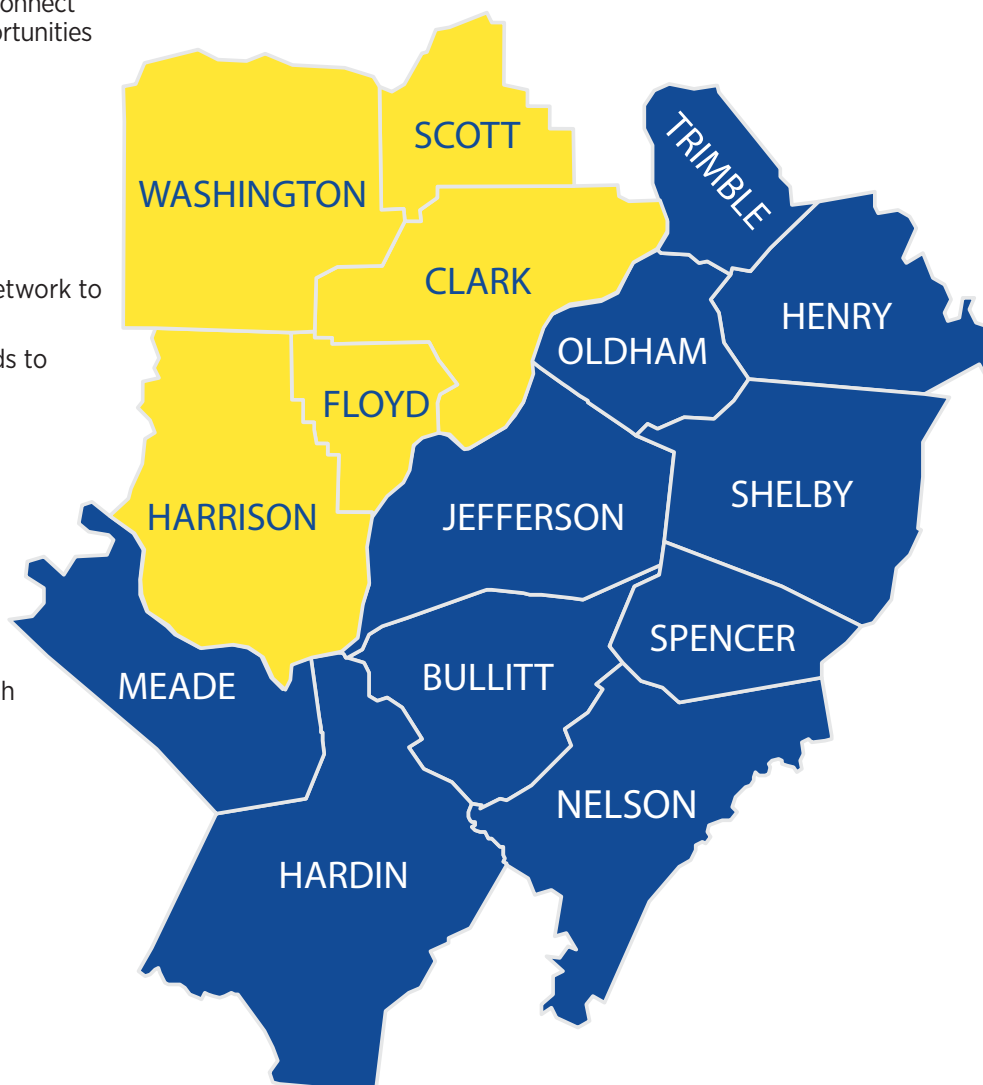 ortunities
SCOTT
TRIMBLE
WASHINGTON
CLARK
etwork to
HENRY
OLDHAM
ds to
FLOYD
SHELBY
HARRISON
JEFFERSON
SPENCER
BULLITT
MEADE
NELSON
HARDIN